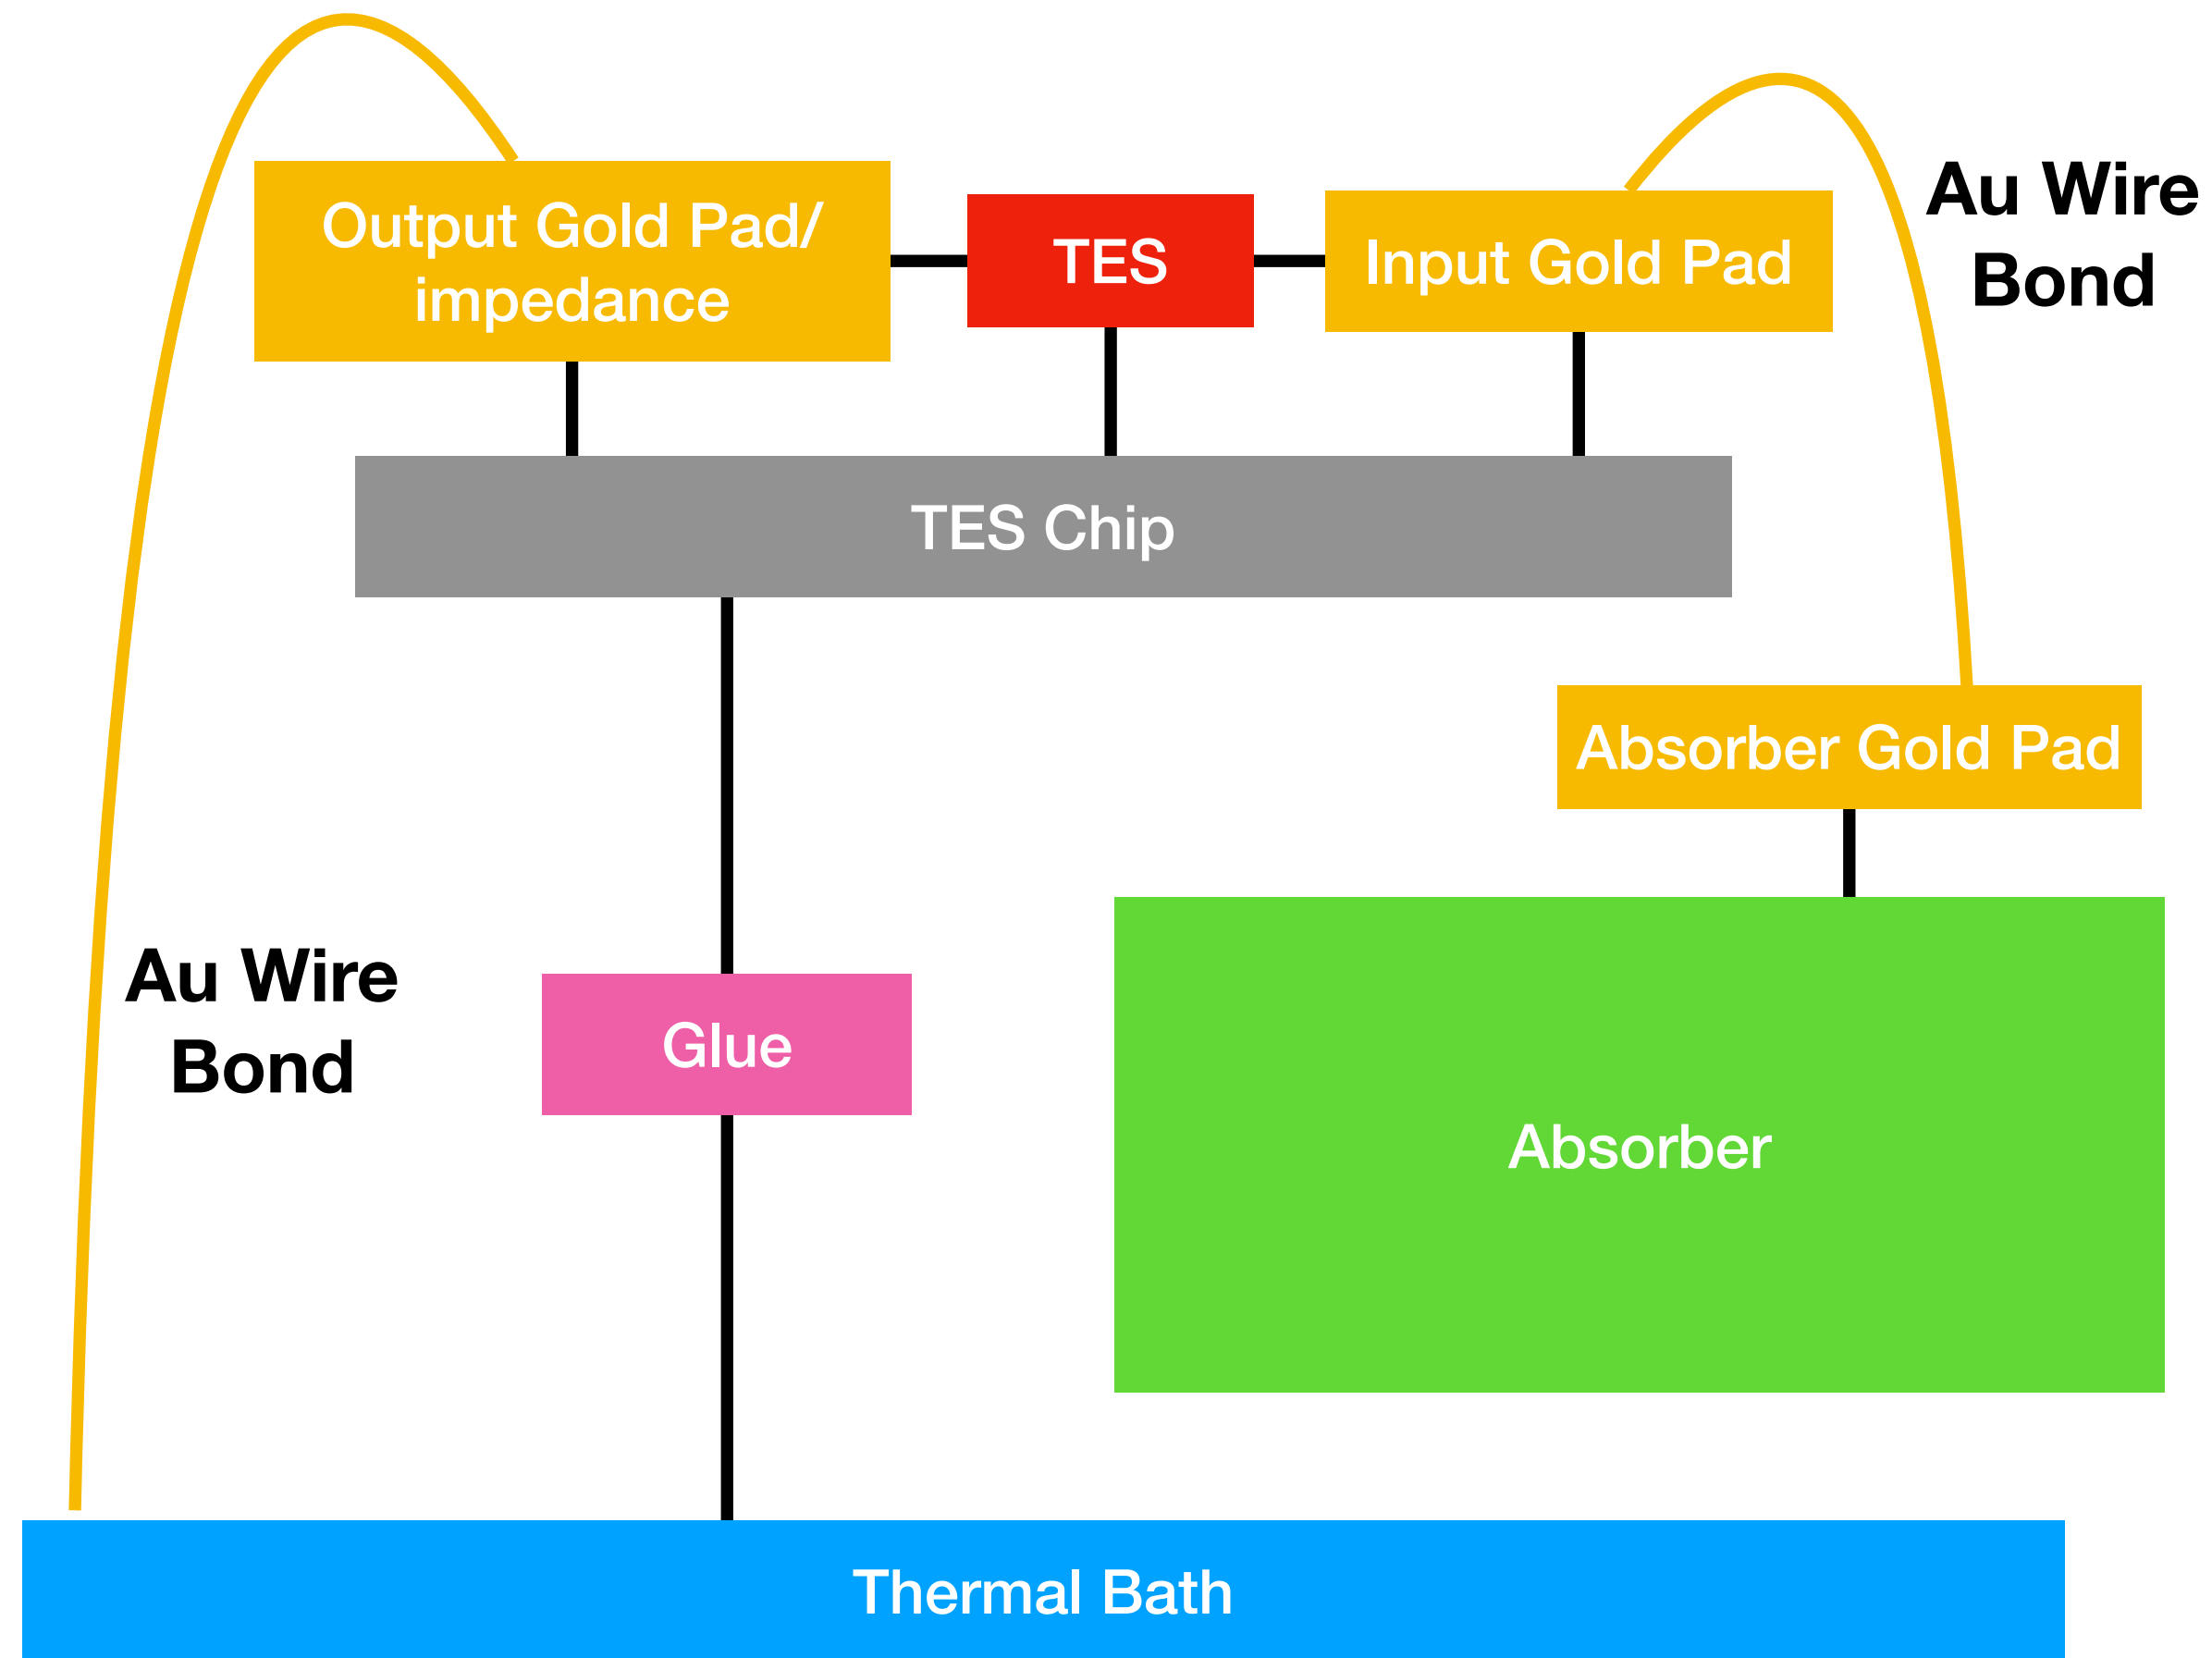 Output Gold Pad/
impedance
TES
Input Gold Pad
Au Wire
Bond
TES Chip
Absorber Gold Pad
Au Wire
Bond
Glue
Absorber
Thermal Bath